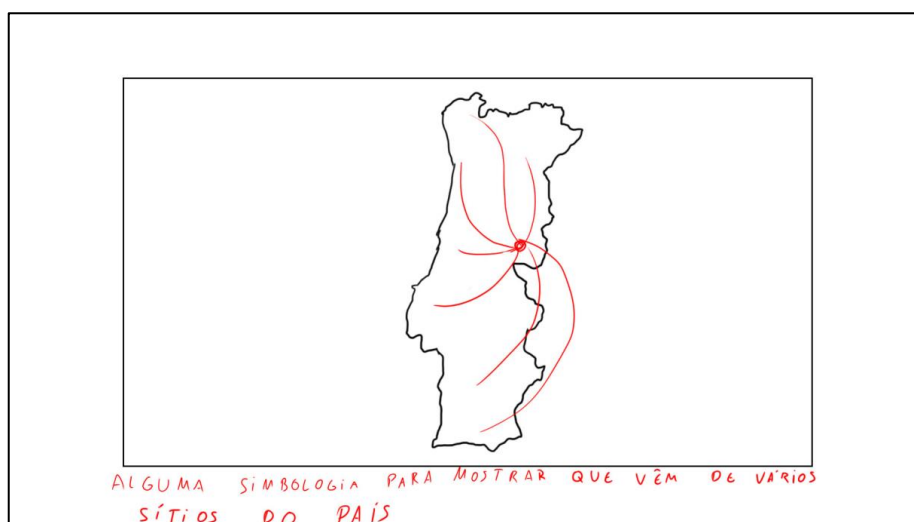 ALGUMA SIMBOLOGIA PARA MOSTRAR QUE VÊM DE VÁRIOS
SÍTIOS DO PAÍS